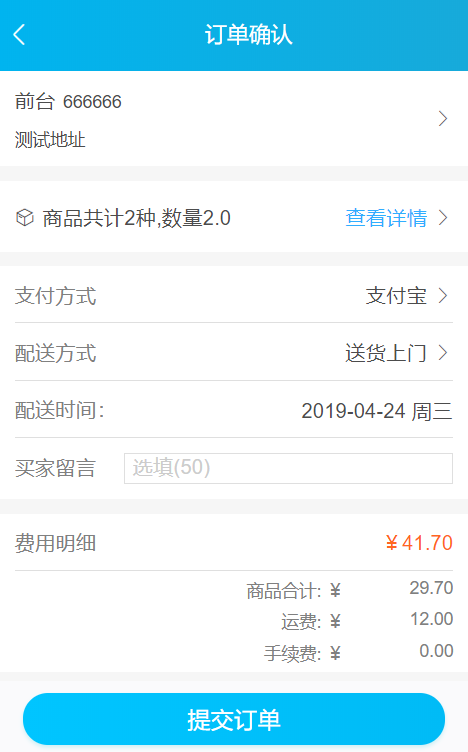 订单确认
前台 666666
测试地址
商品共计2种,数量2.0 查看详情
支付方式 支付宝
配送方式 送货上门
配送时间: 2019-04-24 周三
买家留言 选填(50)
费用明细 ¥ 41.70
商品合计: ¥ 29.70
运费: ¥ 12.00
手续费: ¥ 0.00
提交订单